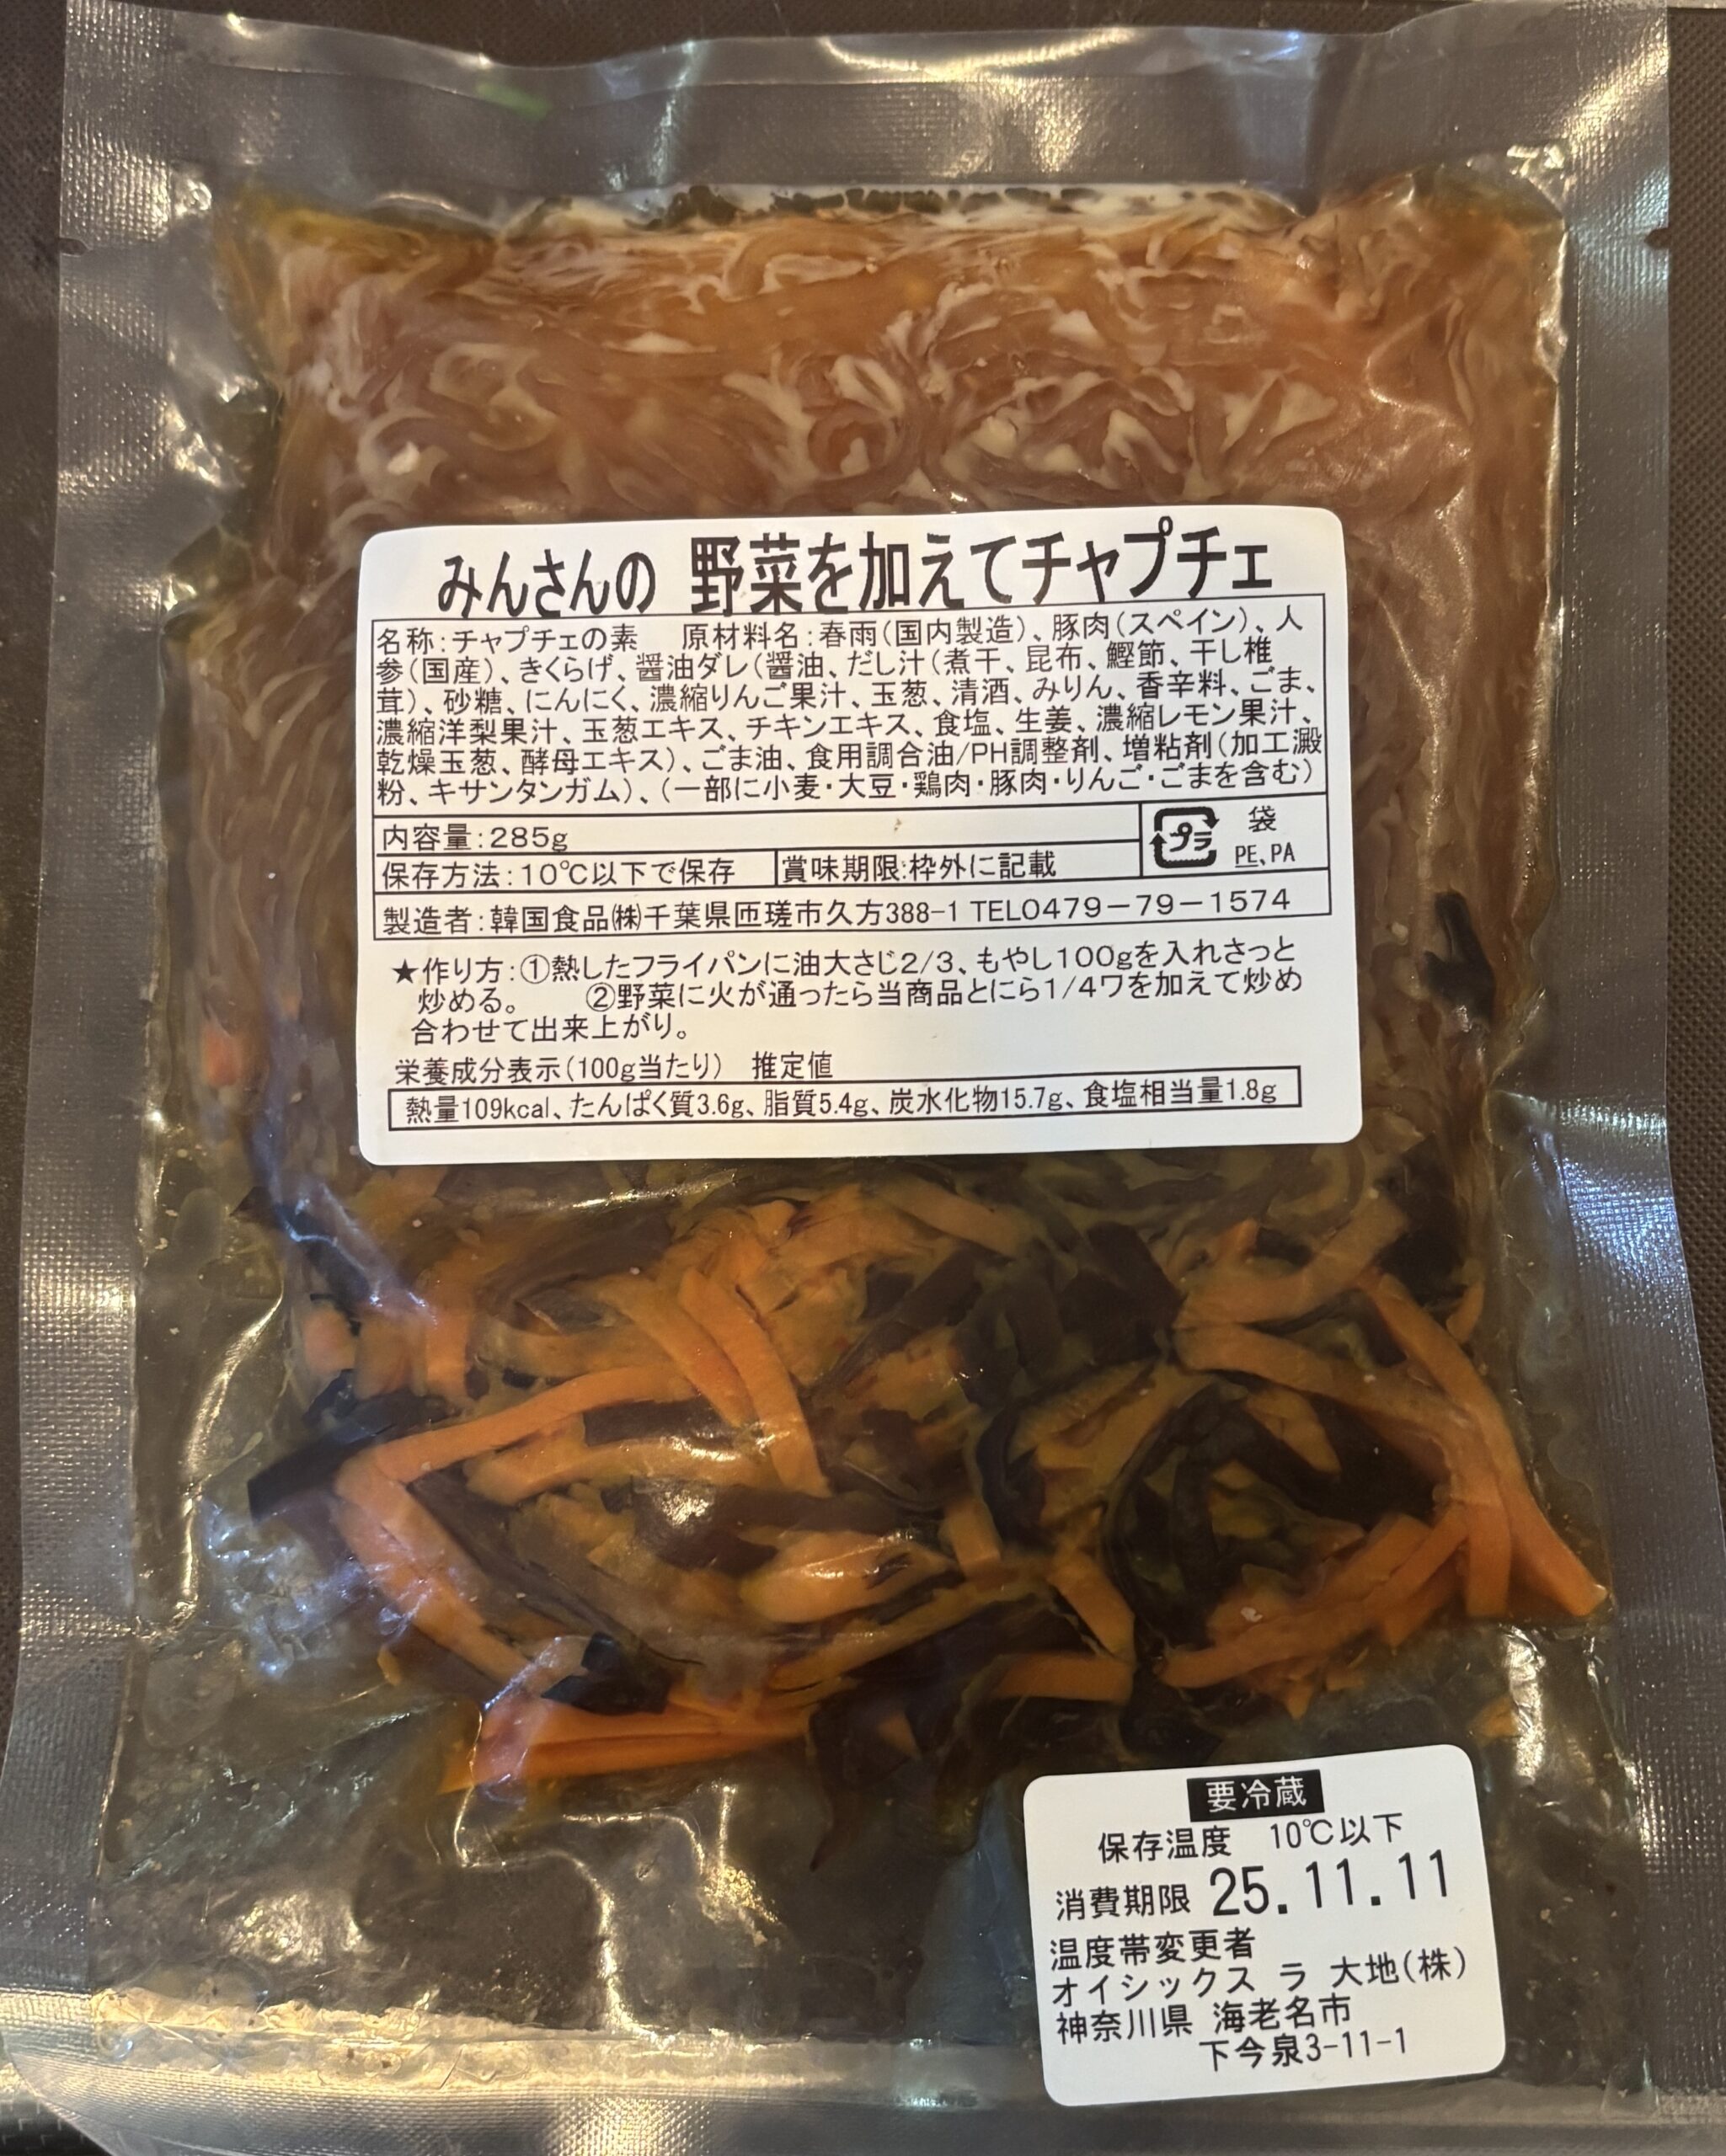 みんさんの 野菜を加えてチャプチェ
名称:チャプチェの素　原材料名:春雨(国内製造)、豚肉(スペイン)、人
参(国産)、きくらげ、醤油ダレ(醤油、だし汁(煮干、昆布、鰹節、干し椎
茸)、砂糖、にんにく、濃縮りんご果汁、玉葱、清酒、みりん、香辛料、ごま、
濃縮洋梨果汁、玉葱エキス、チキンエキス、食塩、生姜、濃縮レモン果汁、
乾燥玉葱、酵母エキス)、ごま油、食用調合油/PH調整剤、増粘剤(加工澱
粉、キサンタンガム)、(一部に小麦・大豆・鶏肉・豚肉・りんご・ごまを含む)
内容量:285g
プラ 袋
PE、PA
保存方法:10℃以下で保存 賞味期限:枠外に記載
製造者:韓国食品㈱千葉県匝瑳市久方388-1 TEL0479-79-1574
★作り方:①熱したフライパンに油大さじ2/3、もやし100gを入れさっと
炒める。　②野菜に火が通ったら当商品とにら1/4ワを加えて炒め
合わせて出来上がり。
栄養成分表示(100g当たり)　推定値
熱量109kcal、たんぱく質3.6g、脂質5.4g、炭水化物15.7g、食塩相当量1.8g
要冷蔵
保存温度　10℃以下
消費期限 25.11.11
温度帯変更者
オイシックス ラ 大地(株)
神奈川県 海老名市
下今泉3-11-1